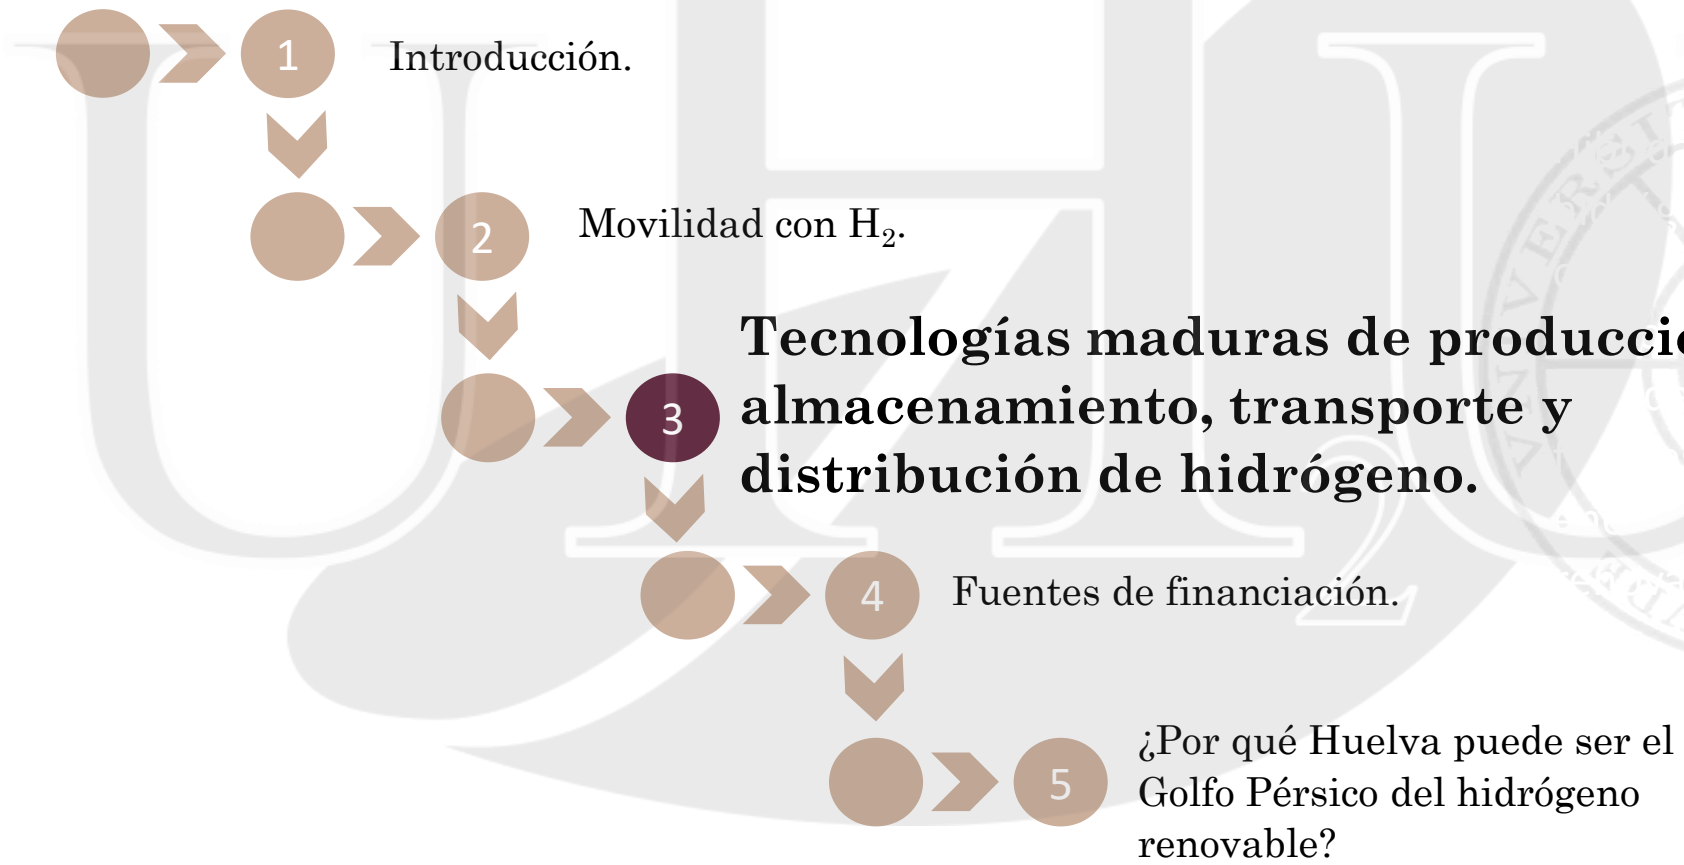 1 Introducción.
2 Movilidad con H₂.
Tecnologías maduras de
3 almacenamiento, transporte y
distribución de hidrógeno.
4 Fuentes de financiación.
¿Por qué Huelva puede ser el
5 Golfo Pérsico del hidrógeno
renovable?